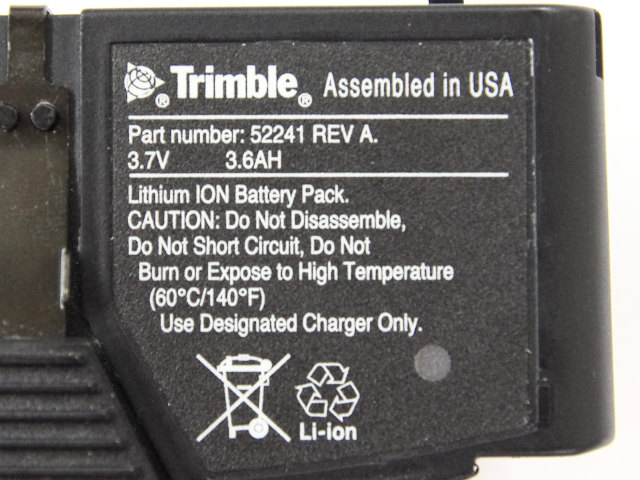 Trimble® Assembled in USA
Part number: 52241 REV A.
3.7V 3.6AH
Lithium ION Battery Pack.
CAUTION: Do Not Disassemble,
Do Not Short Circuit, Do Not
Burn or Expose to High Temperature
(60°C/140°F)
Use Designated Charger Only.
Li-ion